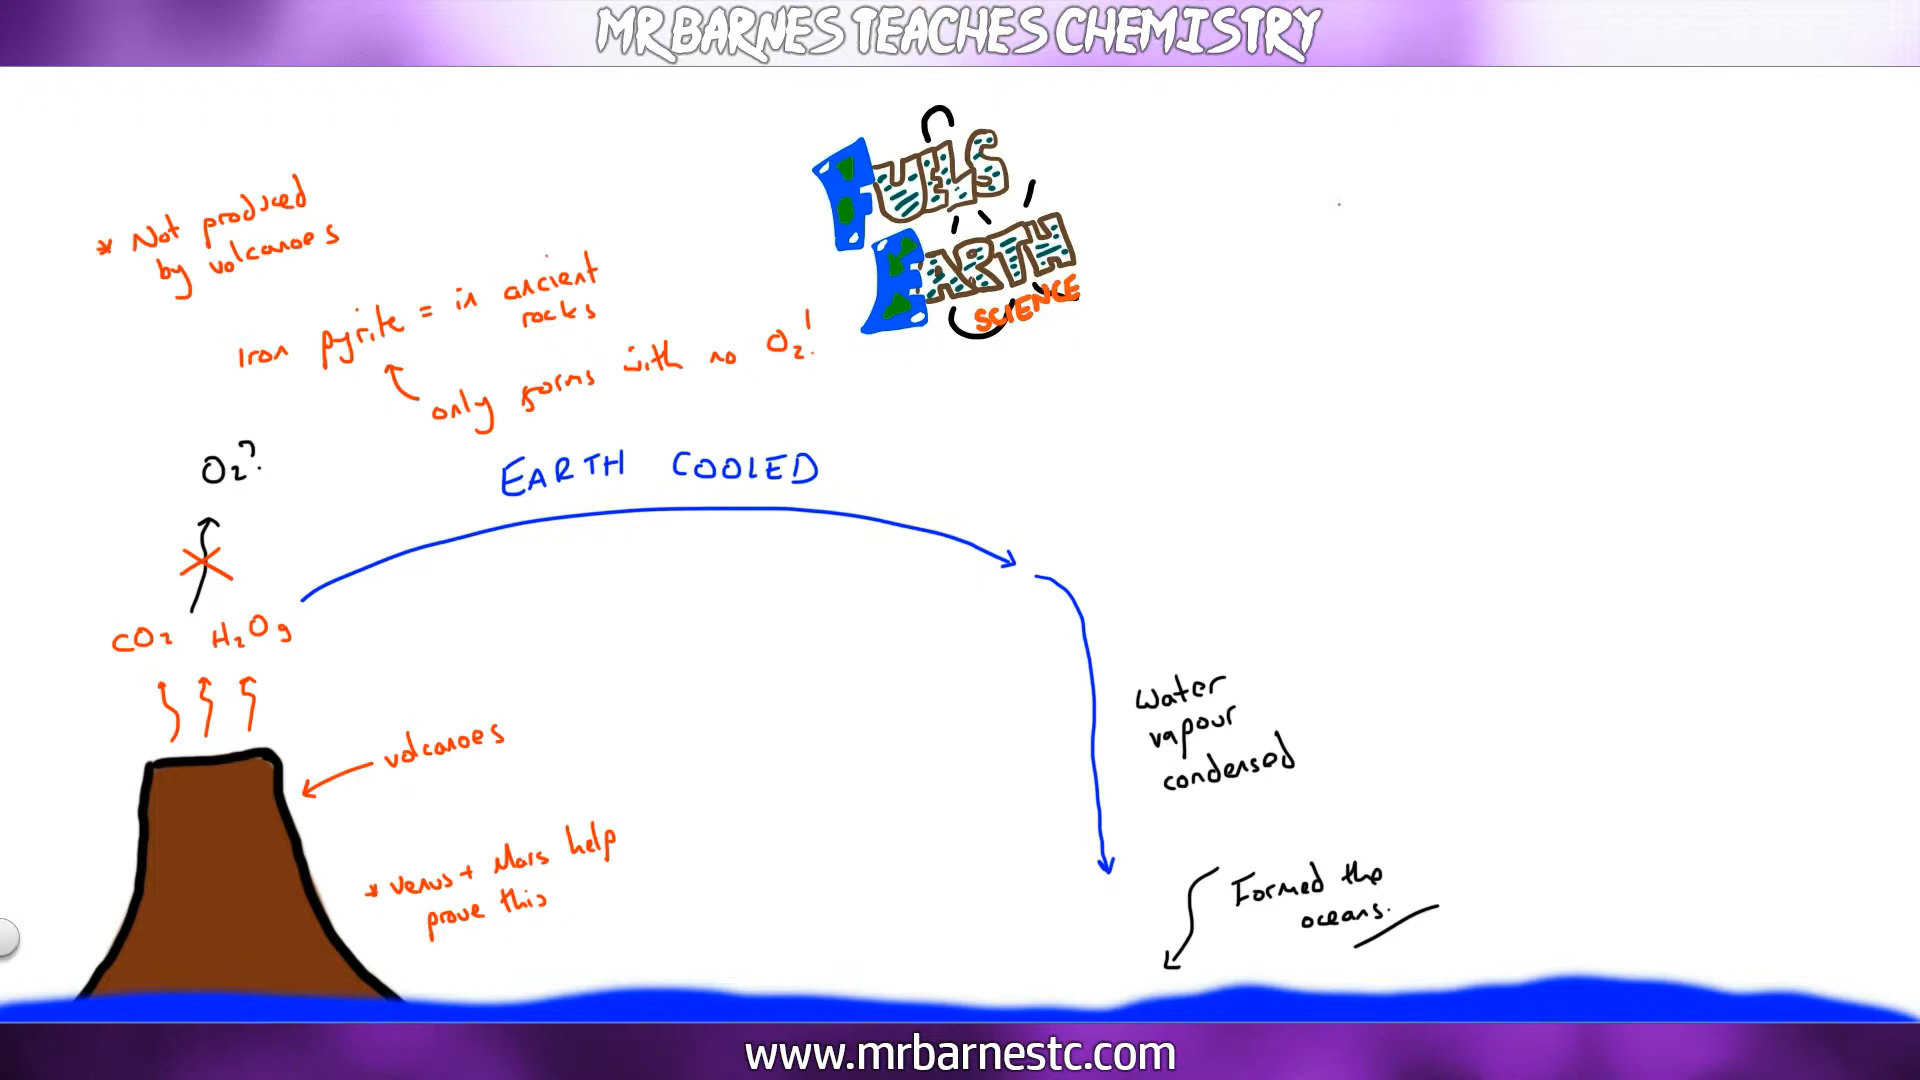 MR BARNES TEACHES CHEMISTRY
FUELS
EARTH
SCIENCE
* Not produced
by volcanoes
Iron pyrite = in ancient
rocks
only forms with no O2!
O2?
EARTH COOLED
CO2 H2Og
volcanoes
* Venus + Mars help
prove this
Water
vapour
condensed
Formed the
oceans.
www.mrbarnestc.com